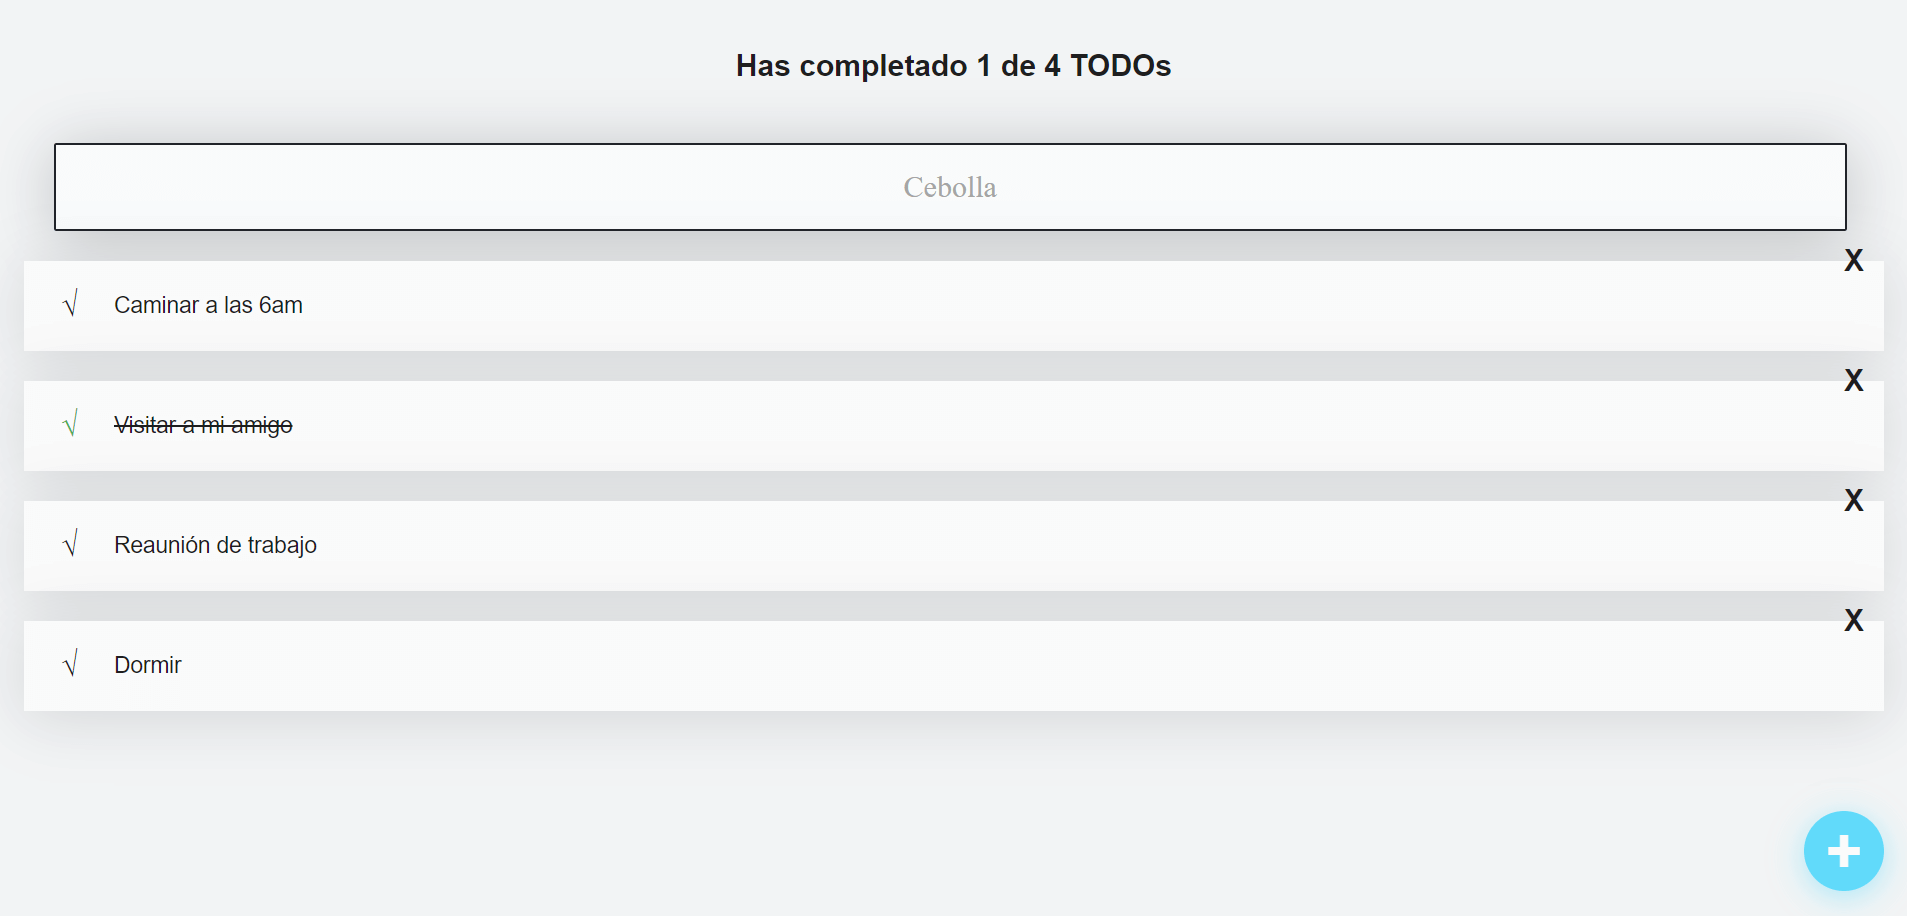 Has completado 1 de 4 TODOs
Cebolla
X
√ Caminar a las 6am
X
√ Visitar a mi amigo
X
√ Reaunión de trabajo
X
√ Dormir
+